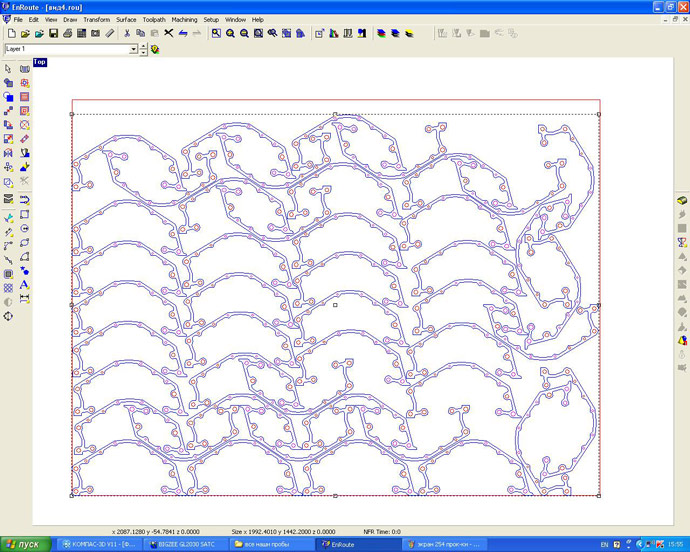 EnRoute - [вид4.rou]
File Edit View Draw Transform Surface Toolpath Machining Setup Window Help
Layer 1
Top
x 2087.1280 y -54.7841 z 0.0000 Size x 1992.4010 y 1442.2000 z 0.0000 NFR Time: 0:0
пуск КОМПАС-3D V11 - [Ф... BIGZEE GL2030 SATC все наши пробы EnRoute экран 254 прок-ки - ... EN 15:55